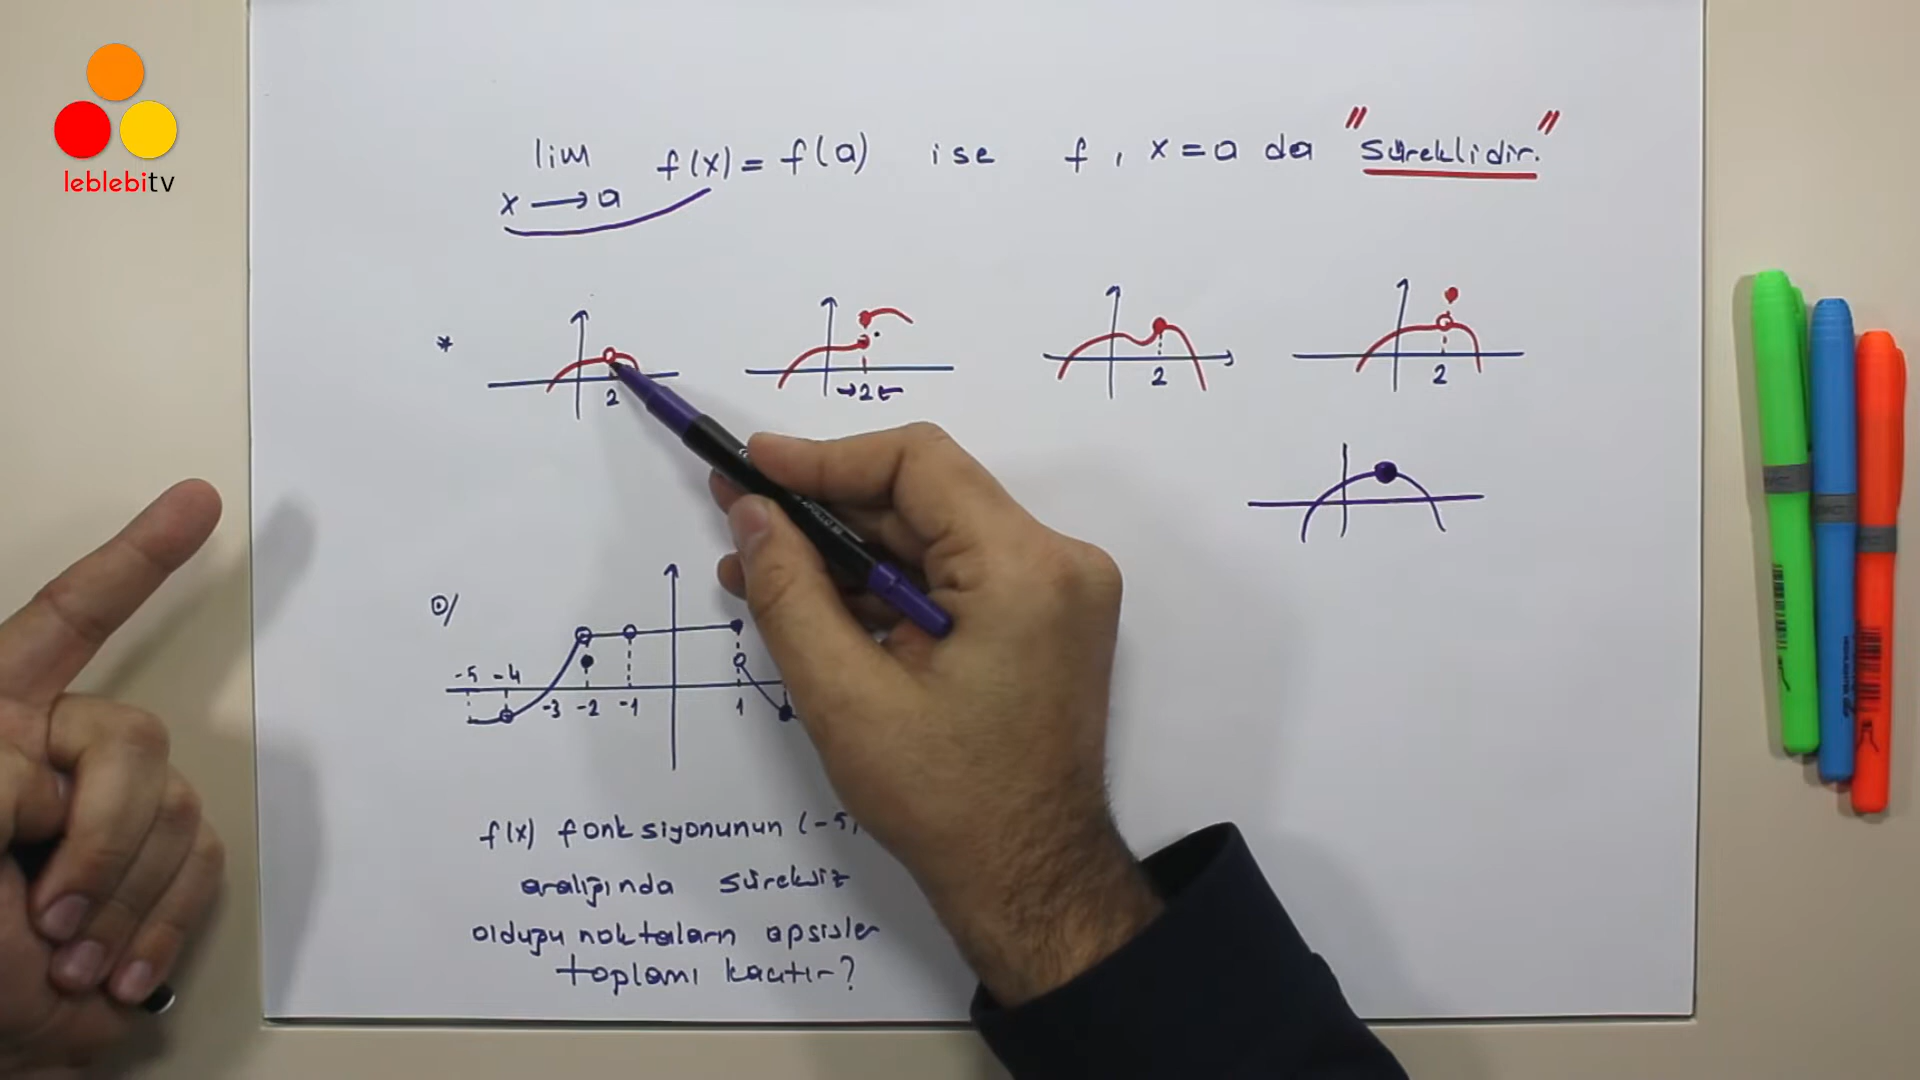 leblebitv
lim f(x) = f(a) ise f, x = a da "süreklidir."
x → a
*
2
→2←
2
2
ö/
-5 -4
-3 -2 -1 1
f(x) fonksiyonunun (-5,
aralığında süreksiz
olduğu noktaların apsisler
toplamı kaçtır?